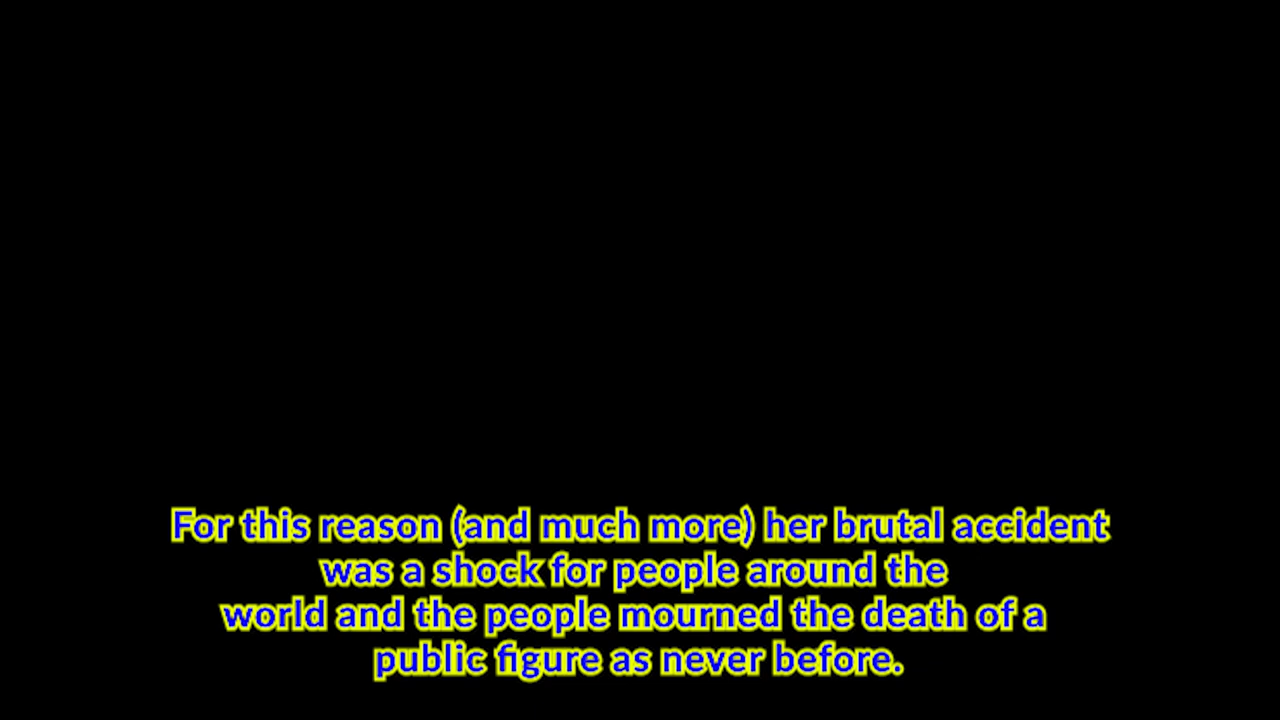 For this reason (and much more) her brutal accident
was a shock for people around the
world and the people mourned the death of a
public figure as never before.